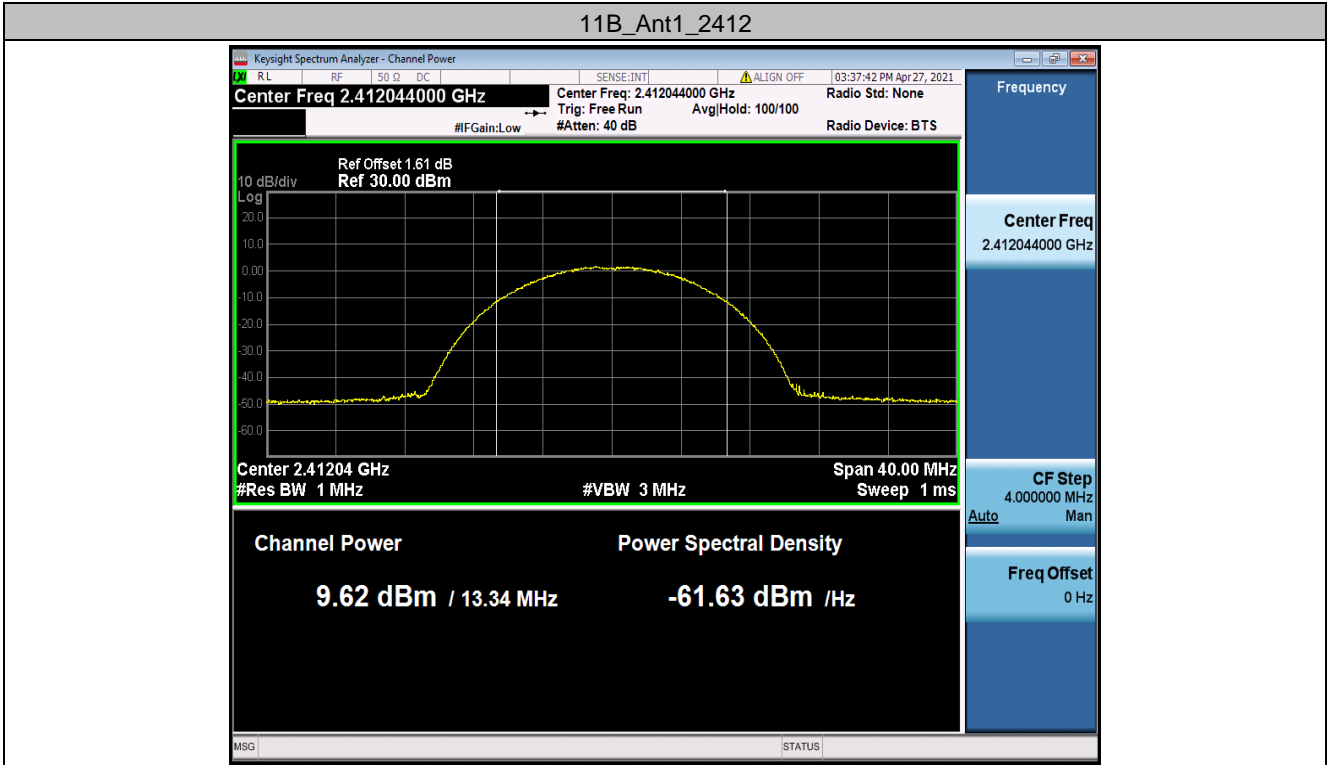 11B_Ant1_2412
Keysight Spectrum Analyzer - Channel Power
LXI RL RF 50 Ω DC SENSE:INT ALIGN OFF 03:37:42 PM Apr 27, 2021
Center Freq 2.412044000 GHz
Center Freq: 2.412044000 GHz
Radio Std: None
Trig: Free Run Avg|Hold: 100/100
#IFGain:Low
#Atten: 40 dB
Radio Device: BTS
Ref Offset 1.61 dB
10 dB/div Ref 30.00 dBm
Log
20.0
10.0
0.00
-10.0
-20.0
-30.0
-40.0
-50.0
-60.0
Center 2.41204 GHz Span 40.00 MHz
#Res BW 1 MHz #VBW 3 MHz Sweep 1 ms
Channel Power Power Spectral Density
9.62 dBm / 13.34 MHz -61.63 dBm /Hz
Frequency
Center Freq
2.412044000 GHz
CF Step
4.000000 MHz
Auto Man
Freq Offset
0 Hz
MSG STATUS